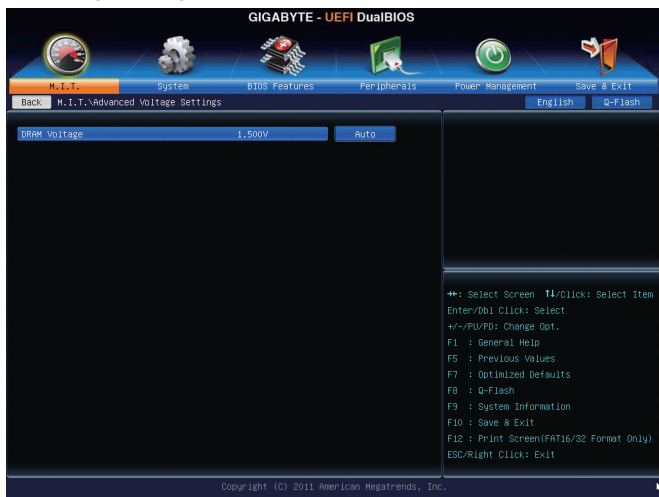 GIGABYTE - UEFI DualBIOS
M.I.T.
System
BIOS Features
Peripherals
Power Management
Save & Exit
Back
M.I.T.\Advanced Voltage Settings
English
Q-Flash
DRAM Voltage
1.500V
Auto
→←: Select Screen ↑↓/Click: Select Item
Enter/Dbl Click: Select
+/-/PU/PD: Change Opt.
F1 : General Help
F5 : Previous Values
F7 : Optimized Defaults
F8 : Q-Flash
F9 : System Information
F10 : Save & Exit
F12 : Print Screen(FAT16/32 Format Only)
ESC/Right Click: Exit
Copyright (C) 2011 American Megatrends, Inc.